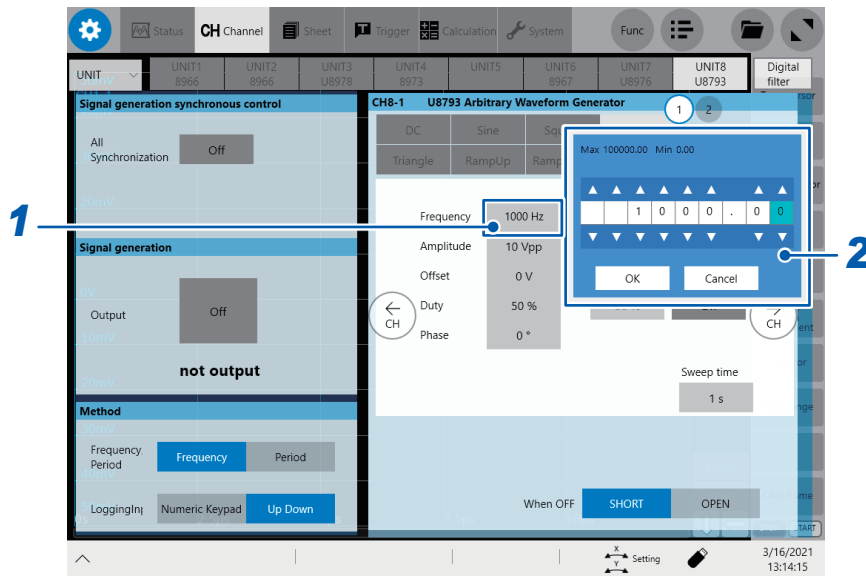 Status CH Channel Sheet Trigger Calculation System Func
UNIT UNIT1 8966 UNIT2 8966 UNIT3 U8978 UNIT4 8973 UNIT5 UNIT6 8967 UNIT7 U8976 UNIT8 U8793 Digital filter
Signal generation synchronous control
All Synchronization Off
Signal generation
Output Off
not output
Method
Frequency. Period Frequency Period
LoggingIn Numeric Keypad Up Down
CH8-1 U8793 Arbitrary Waveform Generator 1 2
DC Sine Squ
Triangle RampUp Ramp
1
Frequency 1000 Hz
Amplitude 10 Vpp
Offset 0 V
Duty 50 %
Phase 0 °
CH
CH
Max 100000.00 Min 0.00
1 0 0 0 . 0 0
OK Cancel
2
Sweep time
1 s
When OFF SHORT OPEN
X Y Setting
3/16/2021
13:14:15